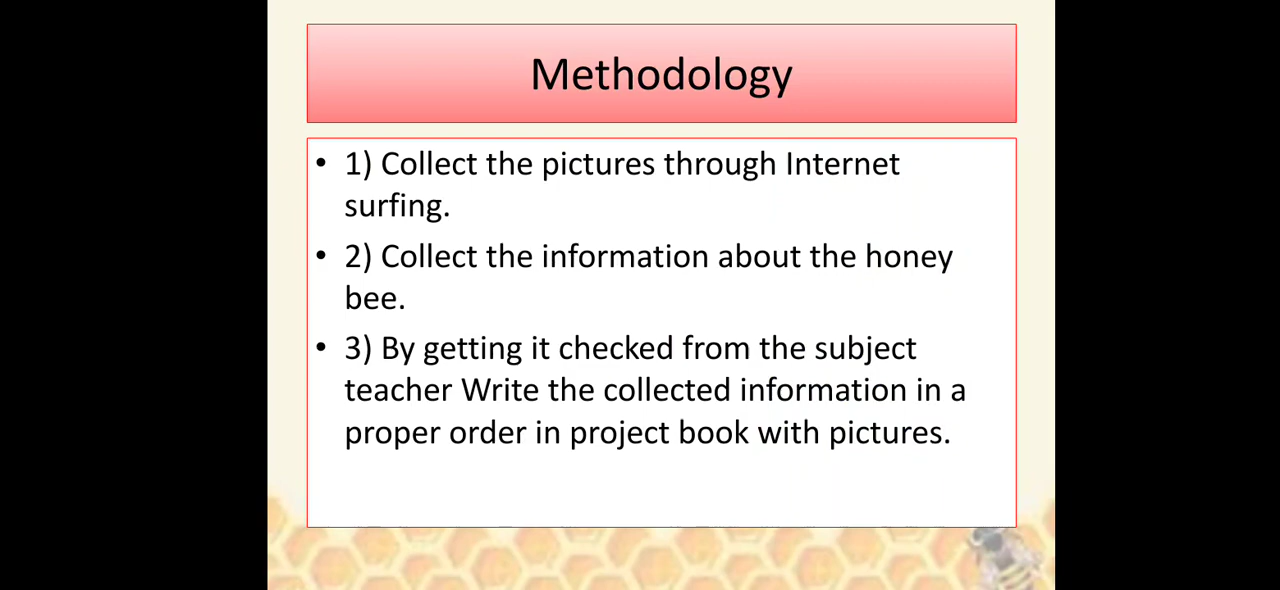 Methodology
• 1) Collect the pictures through Internet
surfing.
• 2) Collect the information about the honey
bee.
• 3) By getting it checked from the subject
teacher Write the collected information in a
proper order in project book with pictures.